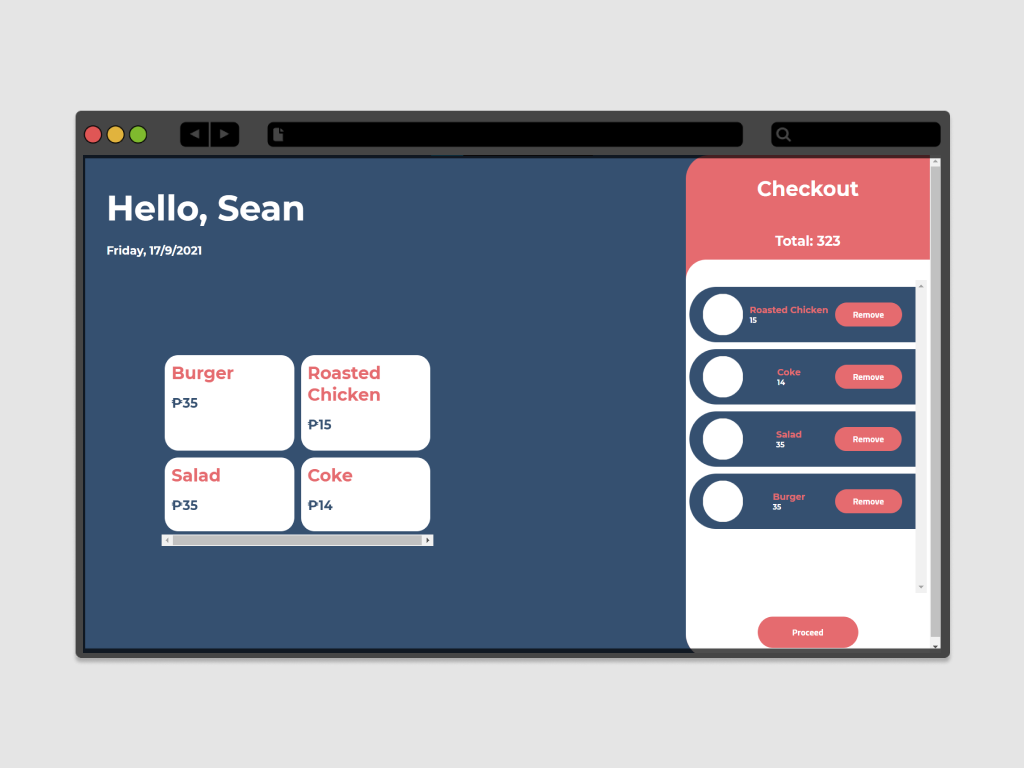 Hello, Sean
Friday, 17/9/2021
Burger
₱35
Roasted
Chicken
₱15
Salad
₱35
Coke
₱14
Checkout
Total: 323
Roasted Chicken
15
Remove
Coke
14
Remove
Salad
35
Remove
Burger
35
Remove
Proceed